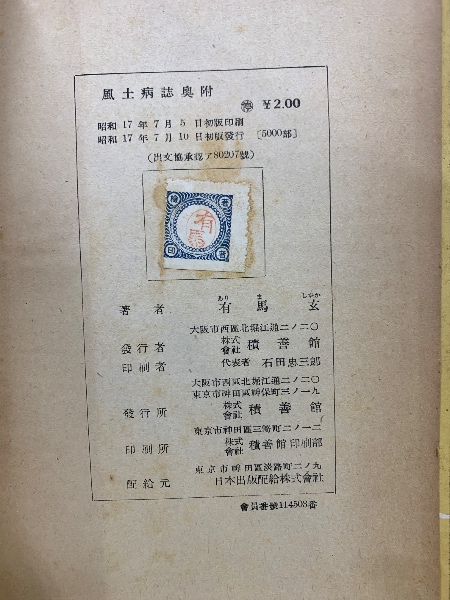 風土病誌奥附
㊞ ¥2.00
昭和17年7月5日初版印刷
昭和17年7月10日初版發行〔5000部〕
(出文協承認ア80207號)
有馬
著者 有馬玄
あり ま しやか
大阪市西區北堀江通二ノ二〇
發行者 株式會社 積善館
印刷者 代表者 石田忠三郎
大阪市西區北堀江通二ノ二〇
東京市神田區神保町三ノ一九
發行所 株式會社 積善館
東京市神田區三崎町二ノ一二
印刷所 株式會社 積善館印刷部
東京市神田區淡路町二ノ九
配給元 日本出版配給株式會社
會員番號114503番